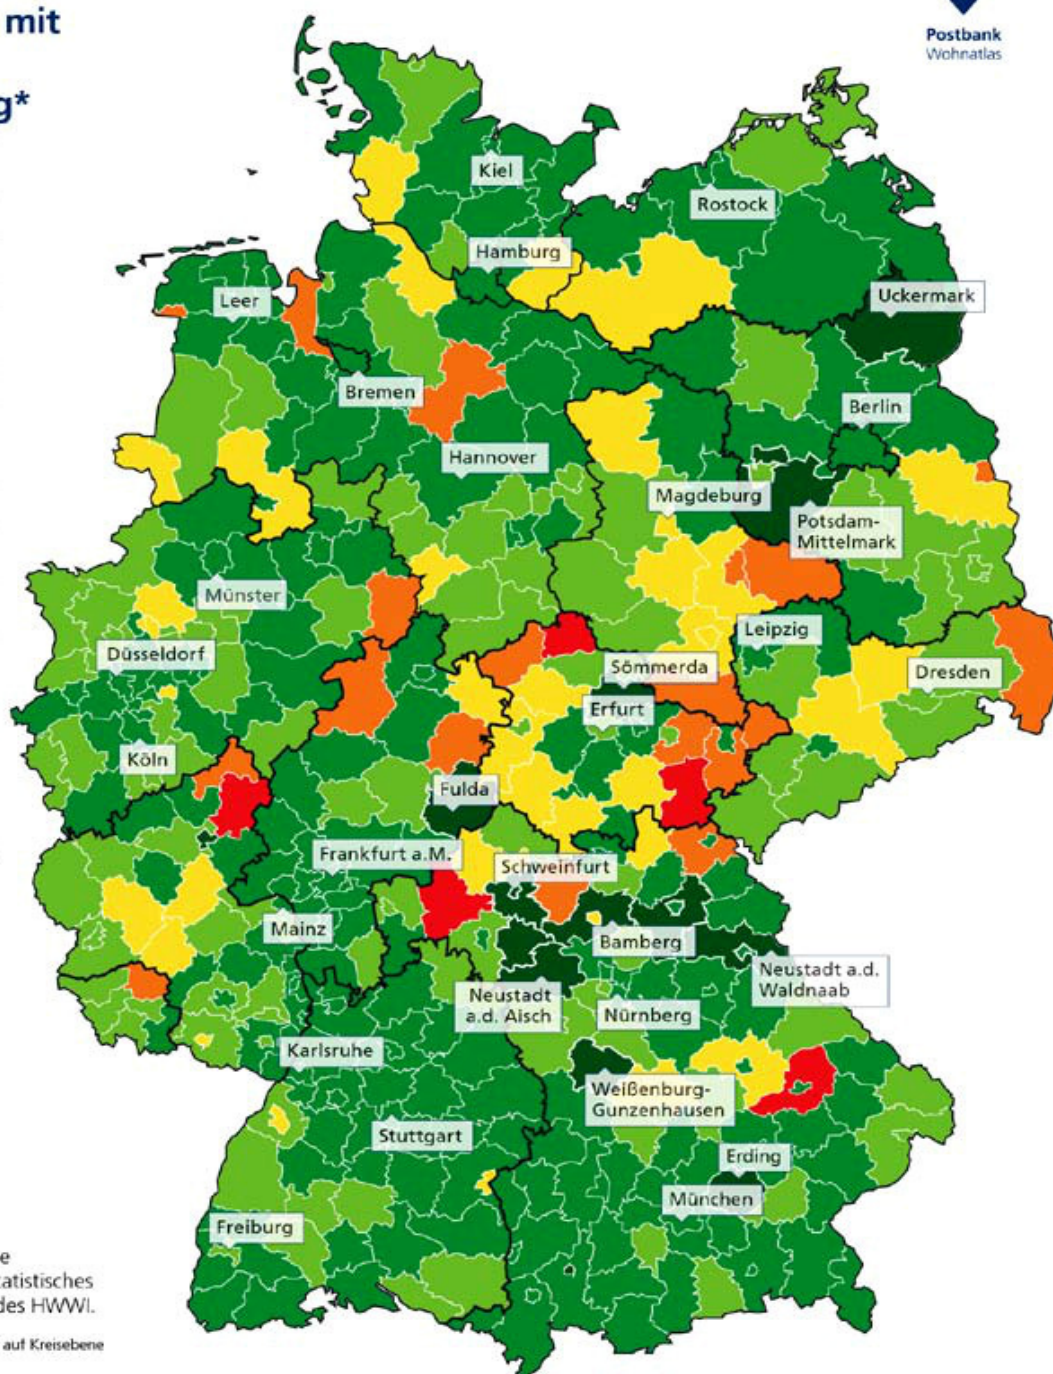 mit
g*
Postbank
Wohnatlas
Kiel
Rostock
Hamburg
Leer
Uckermark
Bremen
Berlin
Hannover
Magdeburg
Potsdam-
Mittelmark
Münster
Leipzig
Düsseldorf
Sömmerda
Dresden
Erfurt
Köln
Fulda
Frankfurt a.M.
Schweinfurt
Mainz
Bamberg
Neustadt a.d.
Waldnaab
Neustadt
a.d. Aisch
Nürnberg
Karlsruhe
Weißenburg-
Gunzenhausen
Stuttgart
Erding
München
Freiburg
e
tatistisches
des HWWI.
auf Kreisebene